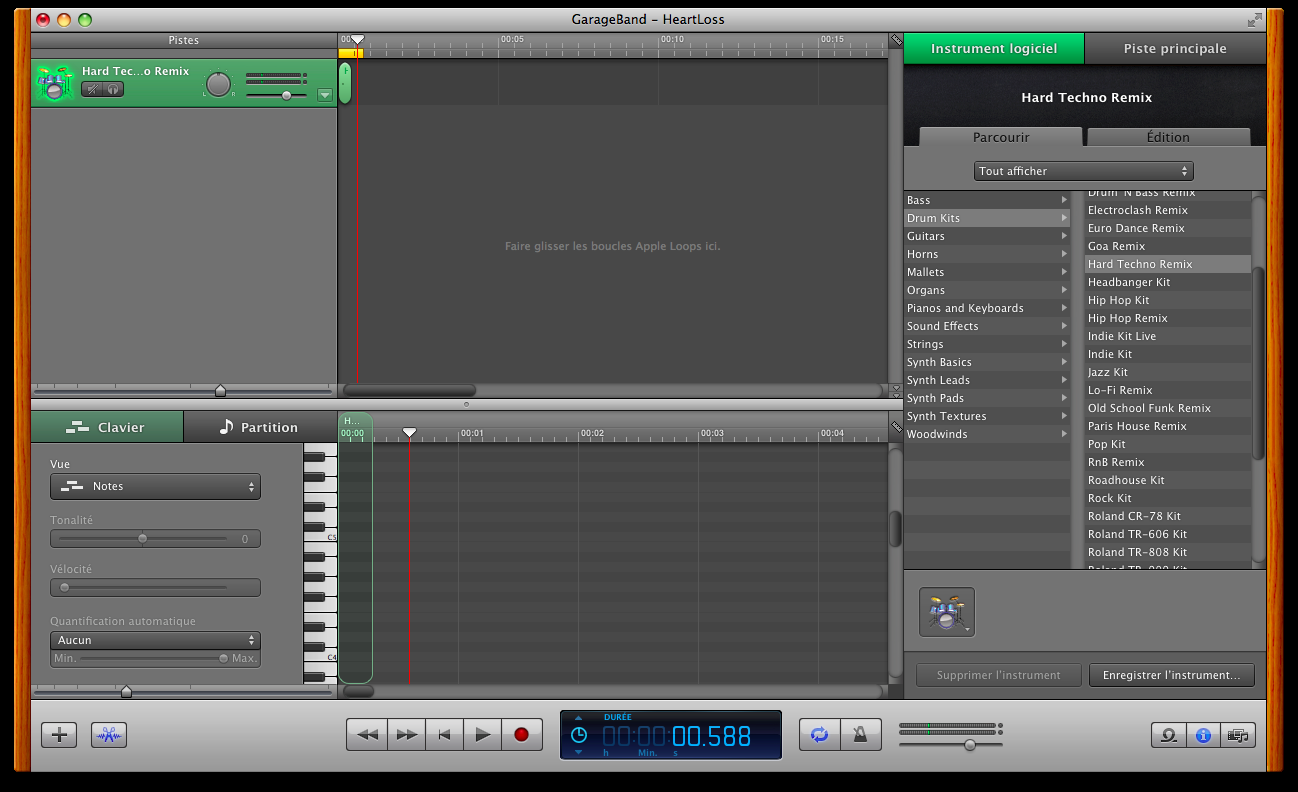 GarageBand – HeartLoss
Pistes
00:05
00:10
00:15
Instrument logiciel
Piste principale
Hard Tec...o Remix
L R
Hard Techno Remix
Parcourir
Édition
Tout afficher
Faire glisser les boucles Apple Loops ici.
Bass
Drum Kits
Guitars
Horns
Mallets
Organs
Pianos and Keyboards
Sound Effects
Strings
Synth Basics
Synth Leads
Synth Pads
Synth Textures
Woodwinds
Drum 'N Bass Remix
Electroclash Remix
Euro Dance Remix
Goa Remix
Hard Techno Remix
Headbanger Kit
Hip Hop Kit
Hip Hop Remix
Indie Kit Live
Indie Kit
Jazz Kit
Lo-Fi Remix
Old School Funk Remix
Paris House Remix
Pop Kit
RnB Remix
Roadhouse Kit
Rock Kit
Roland CR-78 Kit
Roland TR-606 Kit
Roland TR-808 Kit
Clavier
Partition
H...
00:00
00:01
00:02
00:03
00:04
Vue
Notes
Tonalité
0
Vélocité
Quantification automatique
Aucun
Min.
Max.
C5
C4
Supprimer l'instrument
Enregistrer l'instrument...
DURÉE
00:00:00.588
h Min. s